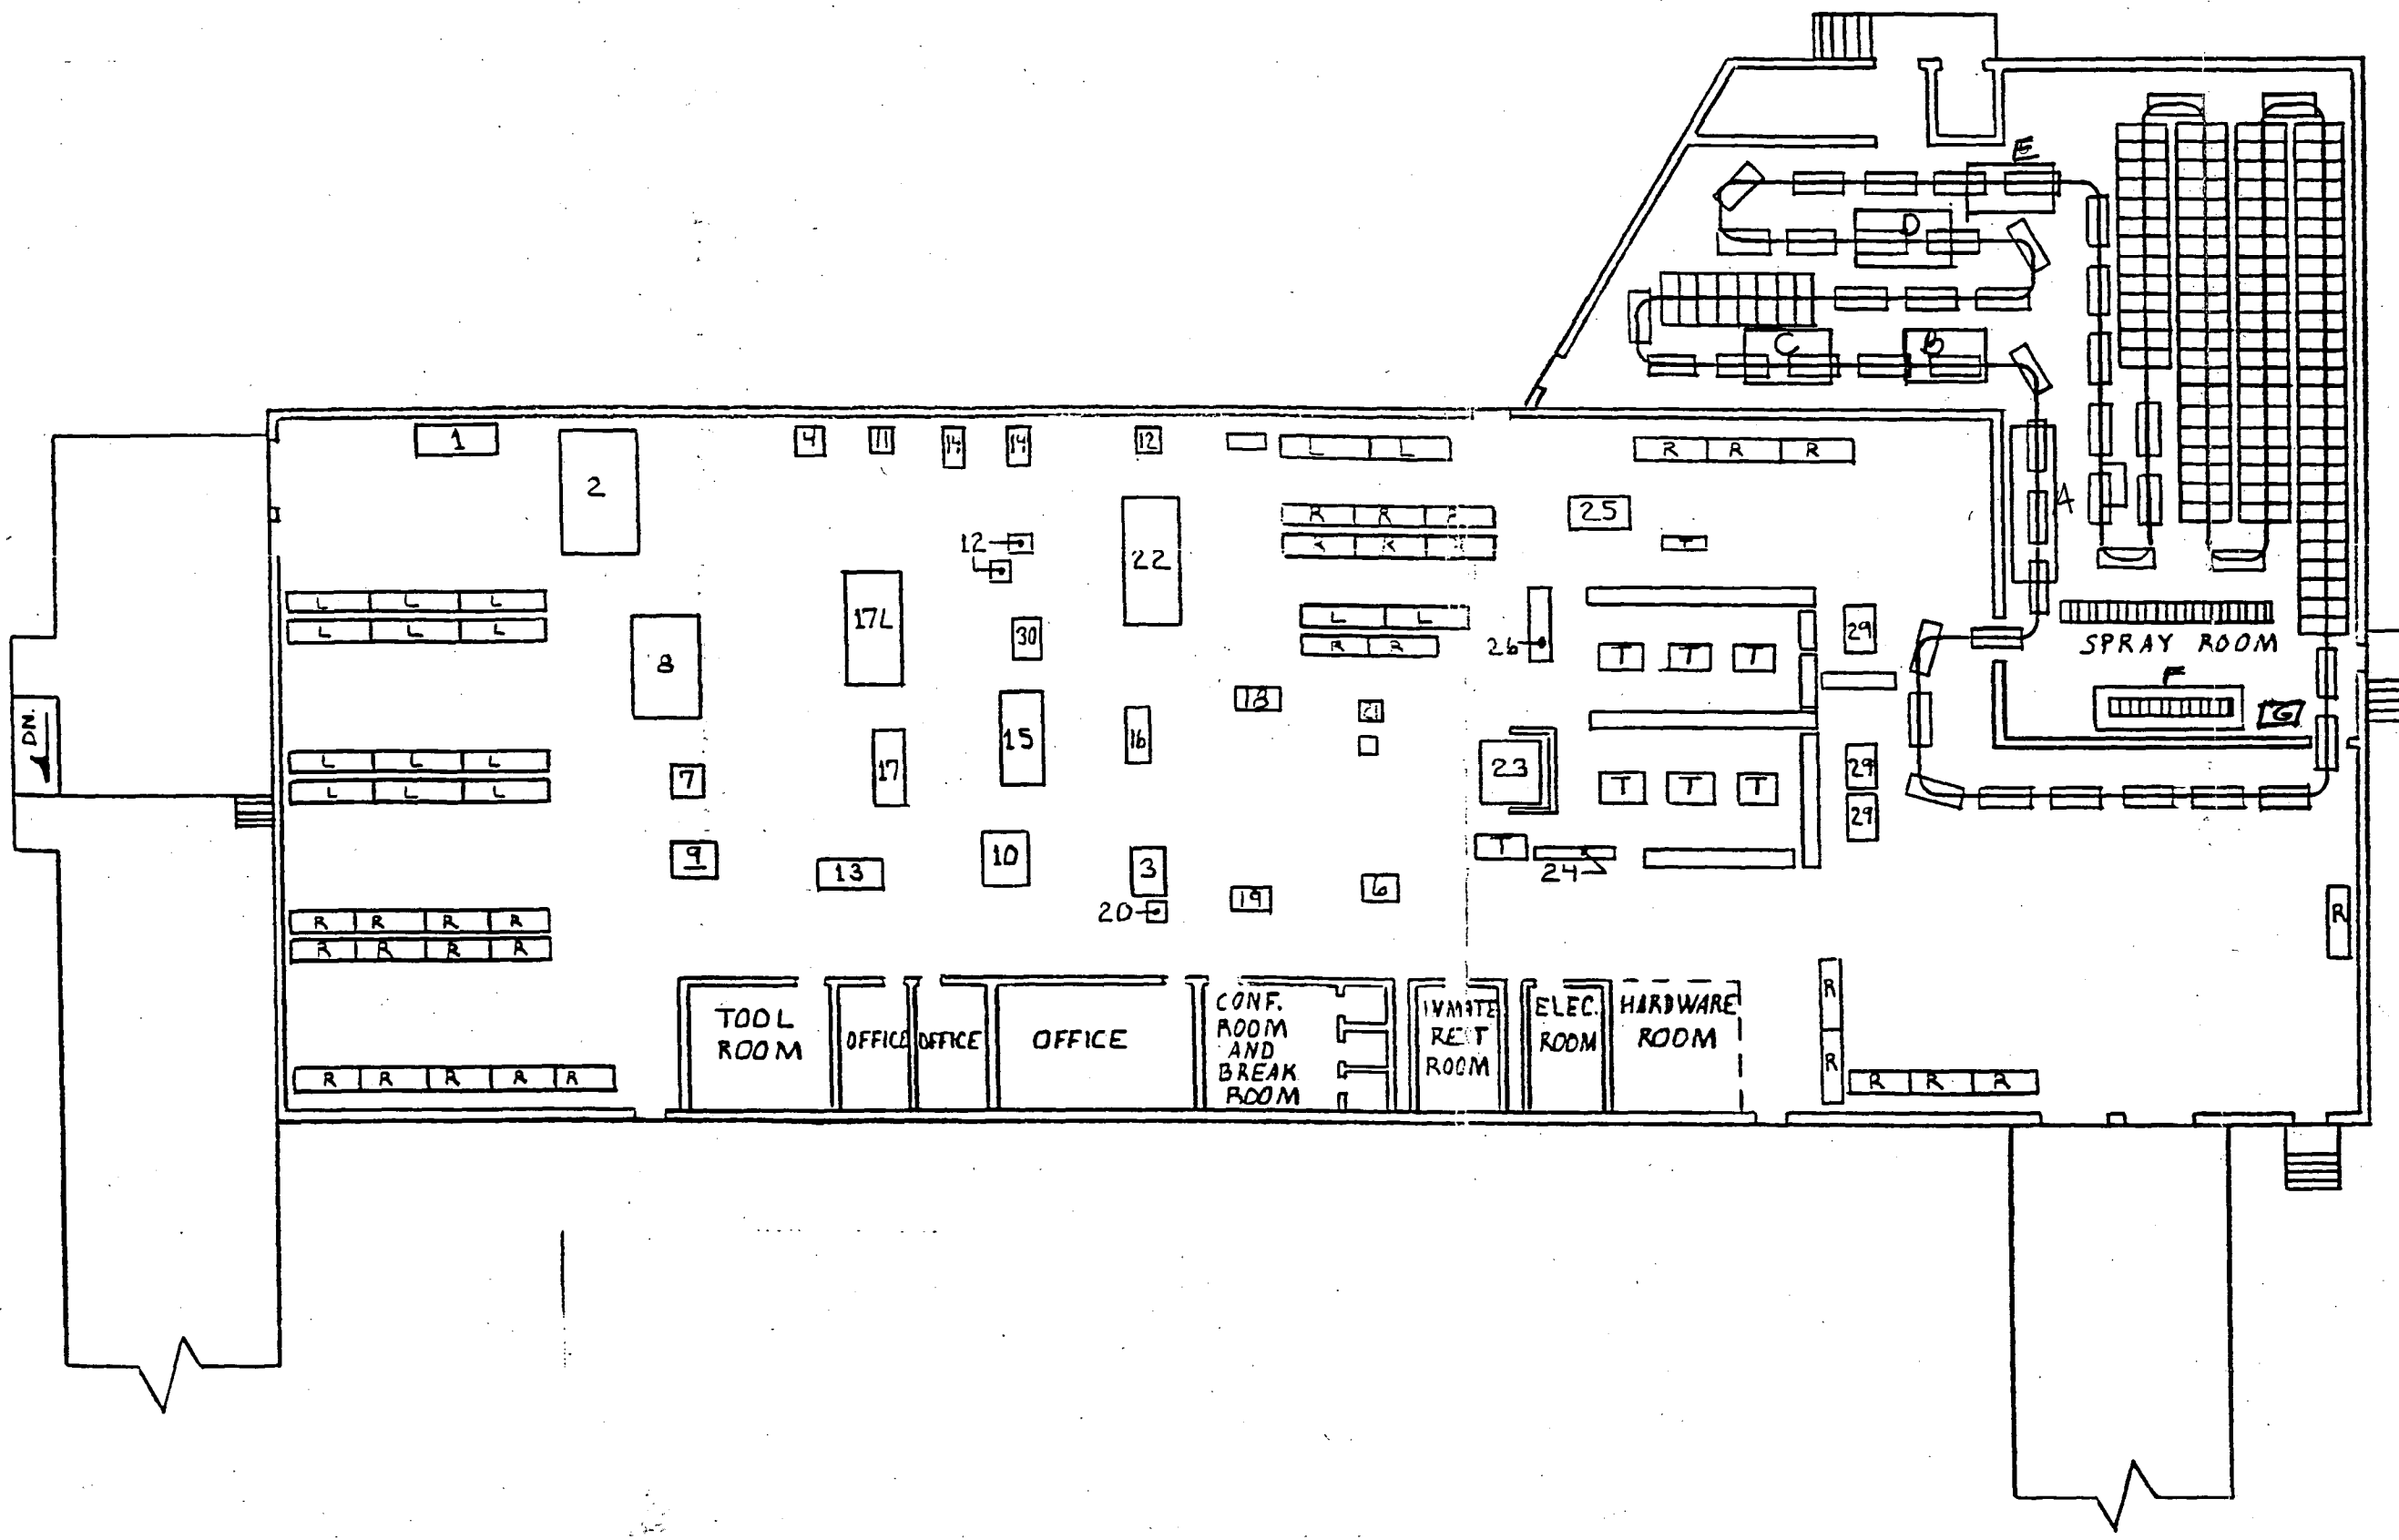 E
D
C B
A
1
2
4
11
14
14
12
L L
R R R
25
R R
T
12
22
L L L
L L L
17L
30
8
L L
R R
26
29
T T T
SPRAY ROOM
F
G
18
21
DN.
15
16
17
7
23
29
29
L L L
L L L
T T T
9
13
10
3
20
19
6
T
24
R R R R
R R R R
R
TOOL
ROOM
OFFICE
OFFICE
OFFICE
CONF.
ROOM
AND
BREAK
ROOM
INMATE
REST
ROOM
ELEC.
ROOM
HARDWARE
ROOM
R
R
R R R R R
R R R